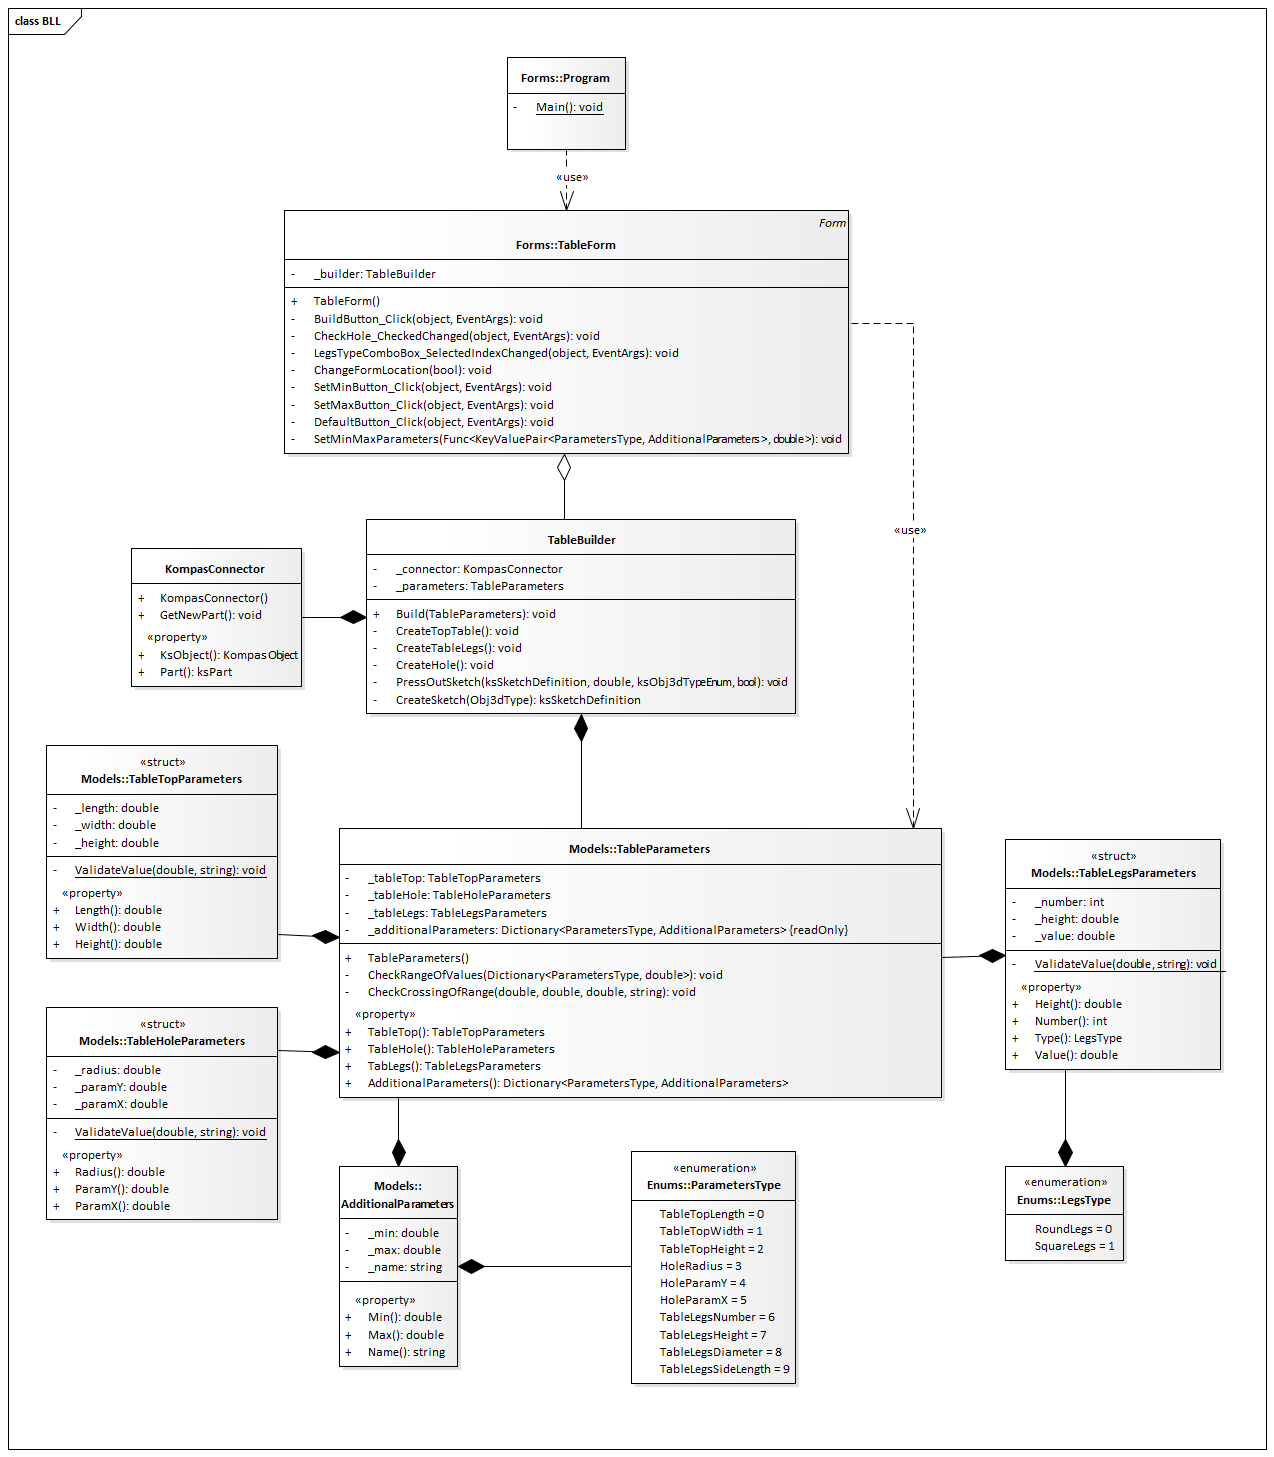 class BLL
Forms::Program
- Main(): void
«use»
Form
Forms::TableForm
- _builder: TableBuilder
+ TableForm()
- BuildButton_Click(object, EventArgs): void
- CheckHole_CheckedChanged(object, EventArgs): void
- LegsTypeComboBox_SelectedIndexChanged(object, EventArgs): void
- ChangeFormLocation(bool): void
- SetMinButton_Click(object, EventArgs): void
- SetMaxButton_Click(object, EventArgs): void
- DefaultButton_Click(object, EventArgs): void
- SetMinMaxParameters(Func<KeyValuePair<ParametersType, AdditionalParameters>, double>): void
«use»
TableBuilder
- _connector: KompasConnector
- _parameters: TableParameters
+ Build(TableParameters): void
- CreateTopTable(): void
- CreateTableLegs(): void
- CreateHole(): void
- PressOutSketch(ksSketchDefinition, double, ksObj3dTypeEnum, bool): void
- CreateSketch(Obj3dType): ksSketchDefinition
KompasConnector
+ KompasConnector()
+ GetNewPart(): void
«property»
+ KsObject(): KompasObject
+ Part(): ksPart
«struct»
Models::TableTopParameters
- _length: double
- _width: double
- _height: double
- ValidateValue(double, string): void
«property»
+ Length(): double
+ Width(): double
+ Height(): double
Models::TableParameters
- _tableTop: TableTopParameters
- _tableHole: TableHoleParameters
- _tableLegs: TableLegsParameters
- _additionalParameters: Dictionary<ParametersType, AdditionalParameters> {readOnly}
+ TableParameters()
- CheckRangeOfValues(Dictionary<ParametersType, double>): void
- CheckCrossingOfRange(double, double, double, string): void
«property»
+ TableTop(): TableTopParameters
+ TableHole(): TableHoleParameters
+ TabLegs(): TableLegsParameters
+ AdditionalParameters(): Dictionary<ParametersType, AdditionalParameters>
«struct»
Models::TableLegsParameters
- _number: int
- _height: double
- _value: double
- ValidateValue(double, string): void
«property»
+ Height(): double
+ Number(): int
+ Type(): LegsType
+ Value(): double
«struct»
Models::TableHoleParameters
- _radius: double
- _paramY: double
- _paramX: double
- ValidateValue(double, string): void
«property»
+ Radius(): double
+ ParamY(): double
+ ParamX(): double
Models::
AdditionalParameters
- _min: double
- _max: double
- _name: string
«property»
+ Min(): double
+ Max(): double
+ Name(): string
«enumeration»
Enums::ParametersType
TableTopLength = 0
TableTopWidth = 1
TableTopHeight = 2
HoleRadius = 3
HoleParamY = 4
HoleParamX = 5
TableLegsNumber = 6
TableLegsHeight = 7
TableLegsDiameter = 8
TableLegsSideLength = 9
«enumeration»
Enums::LegsType
RoundLegs = 0
SquareLegs = 1